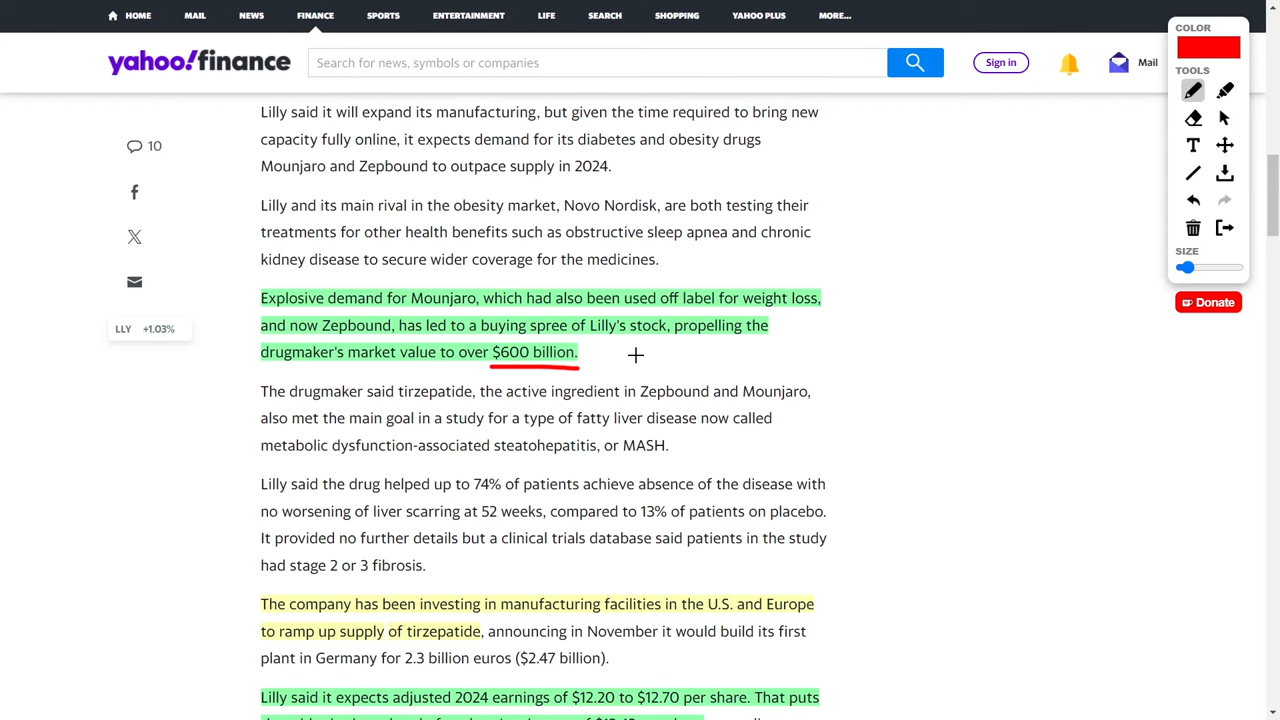 HOME MAIL NEWS FINANCE SPORTS ENTERTAINMENT LIFE SEARCH SHOPPING YAHOO PLUS MORE...
yahoo!finance Search for news, symbols or companies Sign in Mail
COLOR
TOOLS
T
SIZE
Donate
10
LLY +1.03%
Lilly said it will expand its manufacturing, but given the time required to bring new
capacity fully online, it expects demand for its diabetes and obesity drugs
Mounjaro and Zepbound to outpace supply in 2024.
Lilly and its main rival in the obesity market, Novo Nordisk, are both testing their
treatments for other health benefits such as obstructive sleep apnea and chronic
kidney disease to secure wider coverage for the medicines.
Explosive demand for Mounjaro, which had also been used off label for weight loss,
and now Zepbound, has led to a buying spree of Lilly's stock, propelling the
drugmaker's market value to over $600 billion.
The drugmaker said tirzepatide, the active ingredient in Zepbound and Mounjaro,
also met the main goal in a study for a type of fatty liver disease now called
metabolic dysfunction-associated steatohepatitis, or MASH.
Lilly said the drug helped up to 74% of patients achieve absence of the disease with
no worsening of liver scarring at 52 weeks, compared to 13% of patients on placebo.
It provided no further details but a clinical trials database said patients in the study
had stage 2 or 3 fibrosis.
The company has been investing in manufacturing facilities in the U.S. and Europe
to ramp up supply of tirzepatide, announcing in November it would build its first
plant in Germany for 2.3 billion euros ($2.47 billion).
Lilly said it expects adjusted 2024 earnings of $12.20 to $12.70 per share. That puts